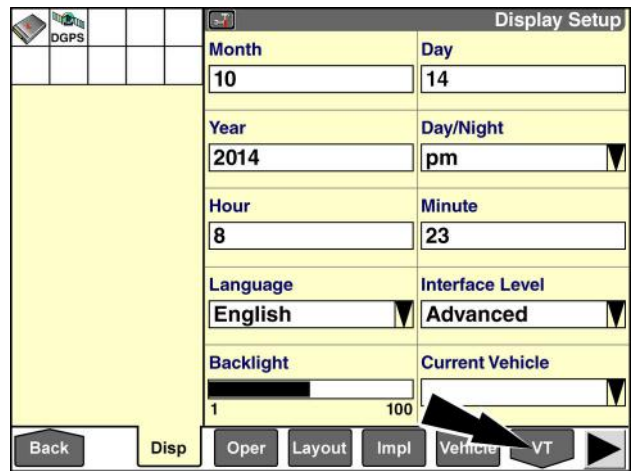 DGPS
Display Setup
Month
Day
10
14
Year
Day/Night
2014
pm
Hour
Minute
8
23
Language
Interface Level
English
Advanced
Backlight
Current Vehicle
1 100
Back Disp Oper Layout Impl Vehicle VT